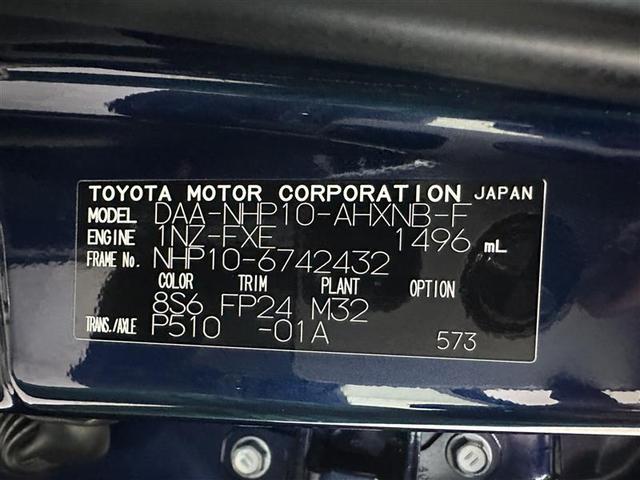 TOYOTA MOTOR CORPORATION JAPAN
MODEL DAA-NHP10-AHXNB-F
ENGINE 1NZ-FXE 1496 mL
FRAME No. NHP10-6742432
COLOR TRIM PLANT OPTION
8S6 FP24 M32
TRANS./AXLE P510 -01A
573